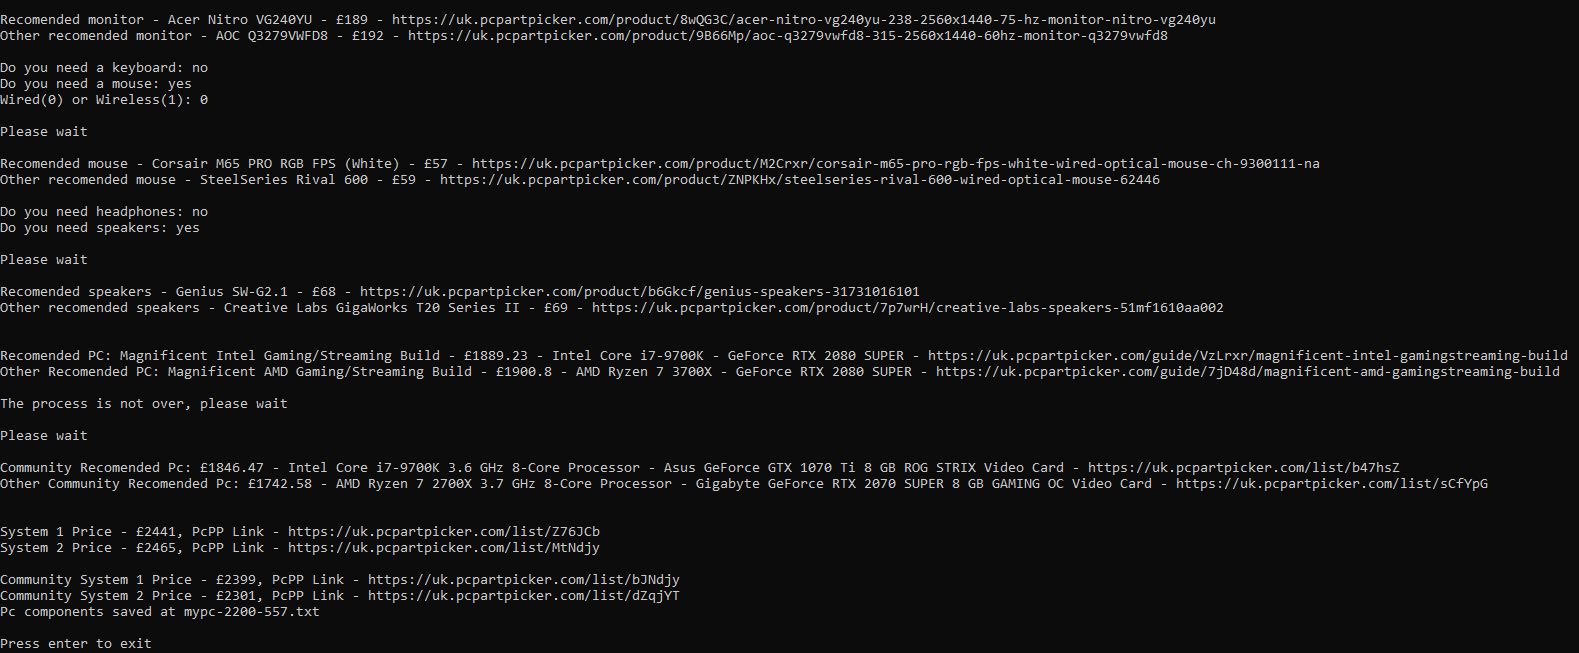 Recomended monitor - Acer Nitro VG240YU - £189 - https://uk.pcpartpicker.com/product/8wQG3C/acer-nitro-vg240yu-238-2560x1440-75-hz-monitor-nitro-vg240yu
Other recomended monitor - AOC Q3279VWFD8 - £192 - https://uk.pcpartpicker.com/product/9B66Mp/aoc-q3279vwfd8-315-2560x1440-60hz-monitor-q3279vwfd8
Do you need a keyboard: no
Do you need a mouse: yes
Wired(0) or Wireless(1): 0
Please wait
Recomended mouse - Corsair M65 PRO RGB FPS (White) - £57 - https://uk.pcpartpicker.com/product/M2Crxr/corsair-m65-pro-rgb-fps-white-wired-optical-mouse-ch-9300111-na
Other recomended mouse - SteelSeries Rival 600 - £59 - https://uk.pcpartpicker.com/product/ZNPKHx/steelseries-rival-600-wired-optical-mouse-62446
Do you need headphones: no
Do you need speakers: yes
Please wait
Recomended speakers - Genius SW-G2.1 - £68 - https://uk.pcpartpicker.com/product/b6Gkcf/genius-speakers-31731016101
Other recomended speakers - Creative Labs GigaWorks T20 Series II - £69 - https://uk.pcpartpicker.com/product/7p7wrH/creative-labs-speakers-51mf1610aa002
Recomended PC: Magnificent Intel Gaming/Streaming Build - £1889.23 - Intel Core i7-9700K - GeForce RTX 2080 SUPER - https://uk.pcpartpicker.com/guide/VzLrxr/magnificent-intel-gamingstreaming-build
Other Recomended PC: Magnificent AMD Gaming/Streaming Build - £1900.8 - AMD Ryzen 7 3700X - GeForce RTX 2080 SUPER - https://uk.pcpartpicker.com/guide/7jD48d/magnificent-amd-gamingstreaming-build
The process is not over, please wait
Please wait
Community Recomended Pc: £1846.47 - Intel Core i7-9700K 3.6 GHz 8-Core Processor - Asus GeForce GTX 1070 Ti 8 GB ROG STRIX Video Card - https://uk.pcpartpicker.com/list/b47hsZ
Other Community Recomended Pc: £1742.58 - AMD Ryzen 7 2700X 3.7 GHz 8-Core Processor - Gigabyte GeForce RTX 2070 SUPER 8 GB GAMING OC Video Card - https://uk.pcpartpicker.com/list/sCfYpG
System 1 Price - £2441, PcPP Link - https://uk.pcpartpicker.com/list/Z76JCb
System 2 Price - £2465, PcPP Link - https://uk.pcpartpicker.com/list/MtNdjy
Community System 1 Price - £2399, PcPP Link - https://uk.pcpartpicker.com/list/bJNdjy
Community System 2 Price - £2301, PcPP Link - https://uk.pcpartpicker.com/list/dZqjYT
Pc components saved at mypc-2200-557.txt
Press enter to exit